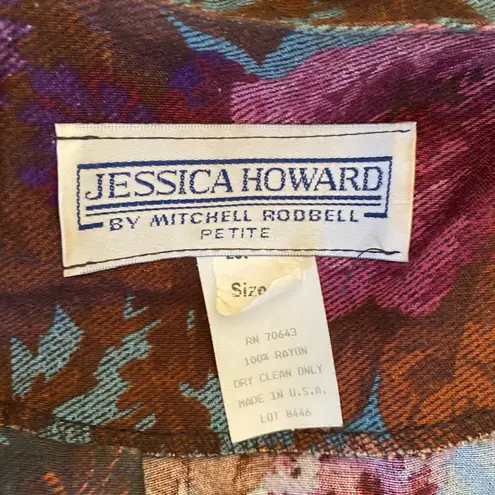 JESSICA HOWARD
BY MITCHELL RODBELL
PETITE
Size
RN 70643
100% RAYON
DRY CLEAN ONLY
MADE IN U.S.A.
LOT 8446